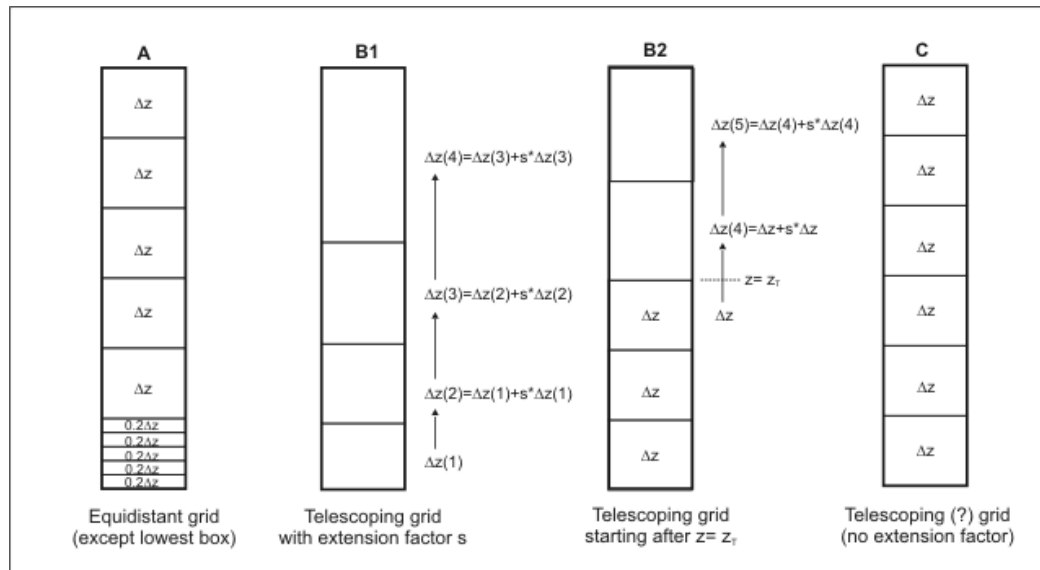 A
Δz
Δz
Δz
Δz
Δz
0.2Δz
0.2Δz
0.2Δz
0.2Δz
0.2Δz
Equidistant grid
(except lowest box)
B1
Δz(4)=Δz(3)+s*Δz(3)
Δz(3)=Δz(2)+s*Δz(2)
Δz(2)=Δz(1)+s*Δz(1)
Δz(1)
Telescoping grid
with extension factor s
B2
Δz(5)=Δz(4)+s*Δz(4)
Δz(4)=Δz+s*Δz
z= zT
Δz
Δz
Δz
Δz
Telescoping grid
starting after z= zT
C
Δz
Δz
Δz
Δz
Δz
Δz
Telescoping (?) grid
(no extension factor)